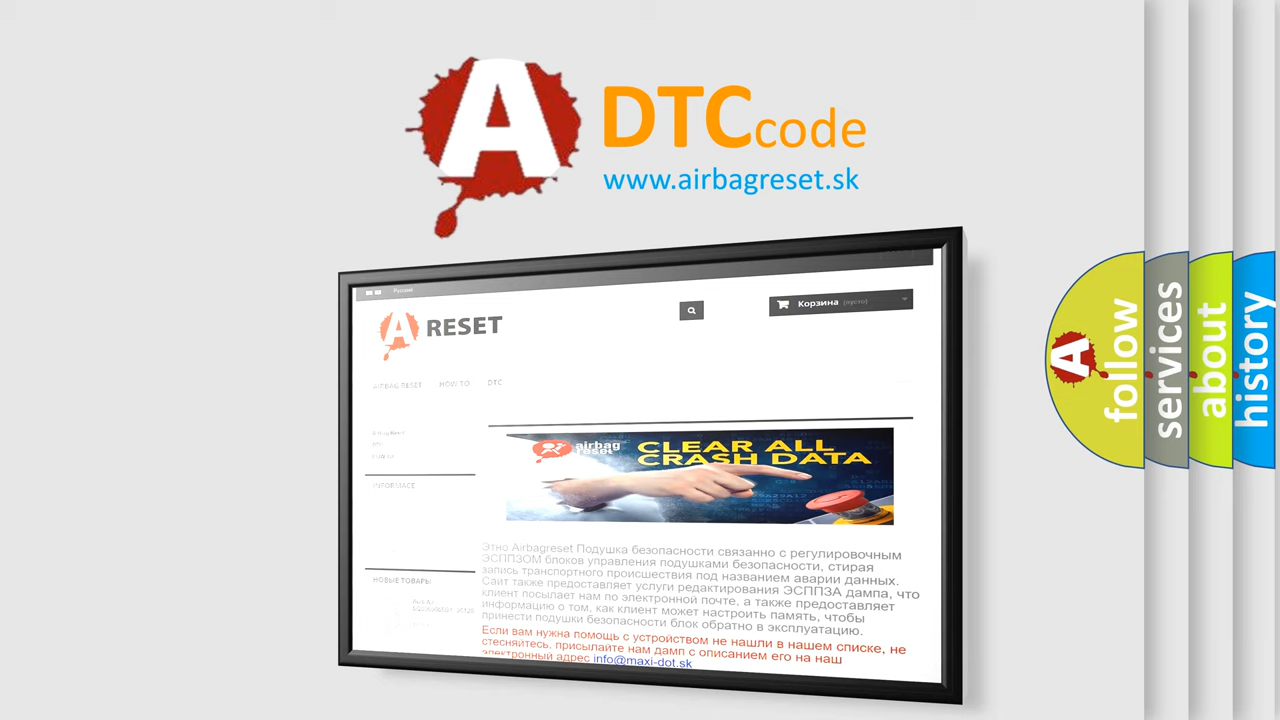 A DTCcode
www.airbagreset.sk
Русский
A RESET
Корзина (пусто)
AIRBAG RESET HOW TO DTC
INFORMACE
airbag
reset
CLEAR ALL
CRASH DATA
Этно Airbagreset Подушка безопасности связанно с регулировочным
ЭСППЗОМ блоков управления подушками безопасности, стирая
запись транспортного происшествия под названием аварии данных.
Сайт также предоставляет услуги редактирования ЭСППЗА дампа, что
клиент посылает нам по электронной почте, а также предоставляет
информацию о том, как клиент может настроить память, чтобы
принести подушки безопасности блок обратно в эксплуатацию.
Если вам нужна помощь с устройством не нашли в нашем списке, не
стесняйтесь, присылайте нам дамп с описанием его на наш
электронный адрес info@maxi-dot.sk
НОВЫЕ ТОВАРЫ
A follow
services
about
history